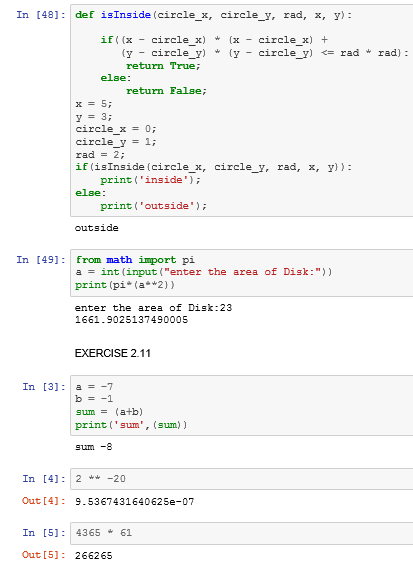 In [48]: def isInside(circle_x, circle_y, rad, x, y):
if((x - circle_x) * (x - circle_x) +
(y - circle_y) * (y - circle_y) <= rad * rad):
return True;
else:
return False;
x = 5;
y = 3;
circle_x = 0;
circle_y = 1;
rad = 2;
if(isInside(circle_x, circle_y, rad, x, y)):
print('inside');
else:
print('outside');
outside
In [49]: from math import pi
a = int(input("enter the area of Disk:"))
print(pi*(a**2))
enter the area of Disk:23
1661.9025137490005
EXERCISE 2.11
In [3]: a = -7
b = -1
sum = (a+b)
print('sum',(sum))
sum -8
In [4]: 2 ** -20
Out[4]: 9.5367431640625e-07
In [5]: 4365 * 61
Out[5]: 266265